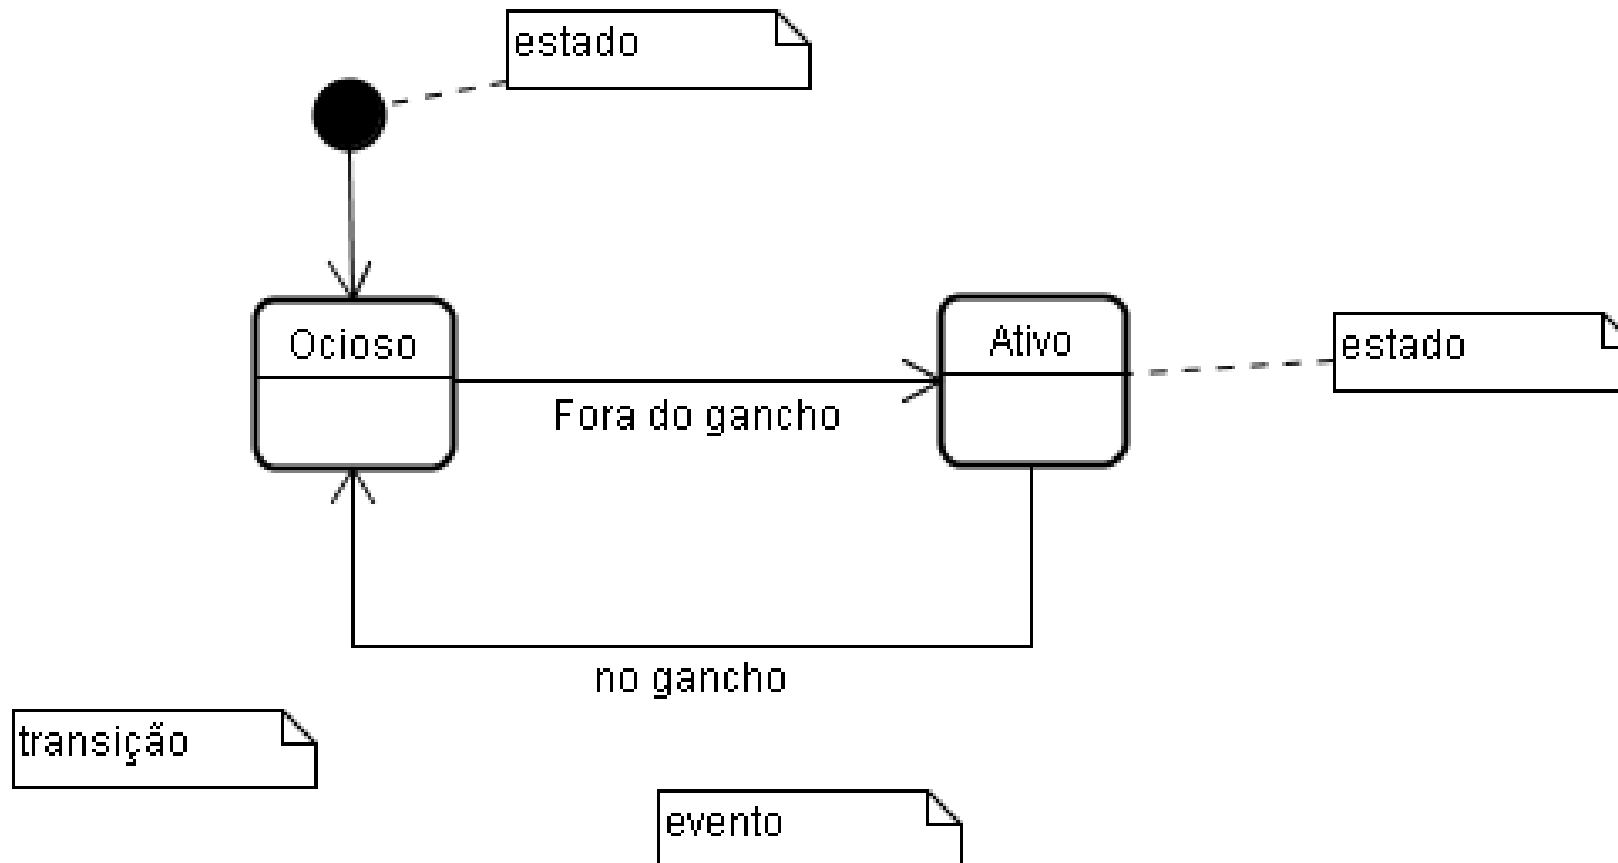 estado
Ocioso
Ativo
estado
Fora do gancho
no gancho
transição
evento